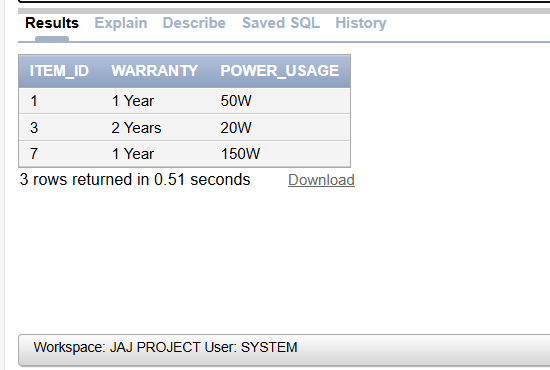 Results Explain Describe Saved SQL History
ITEM_ID WARRANTY POWER_USAGE
1 1 Year 50W
3 2 Years 20W
7 1 Year 150W
3 rows returned in 0.51 seconds Download
Workspace: JAJ PROJECT User: SYSTEM